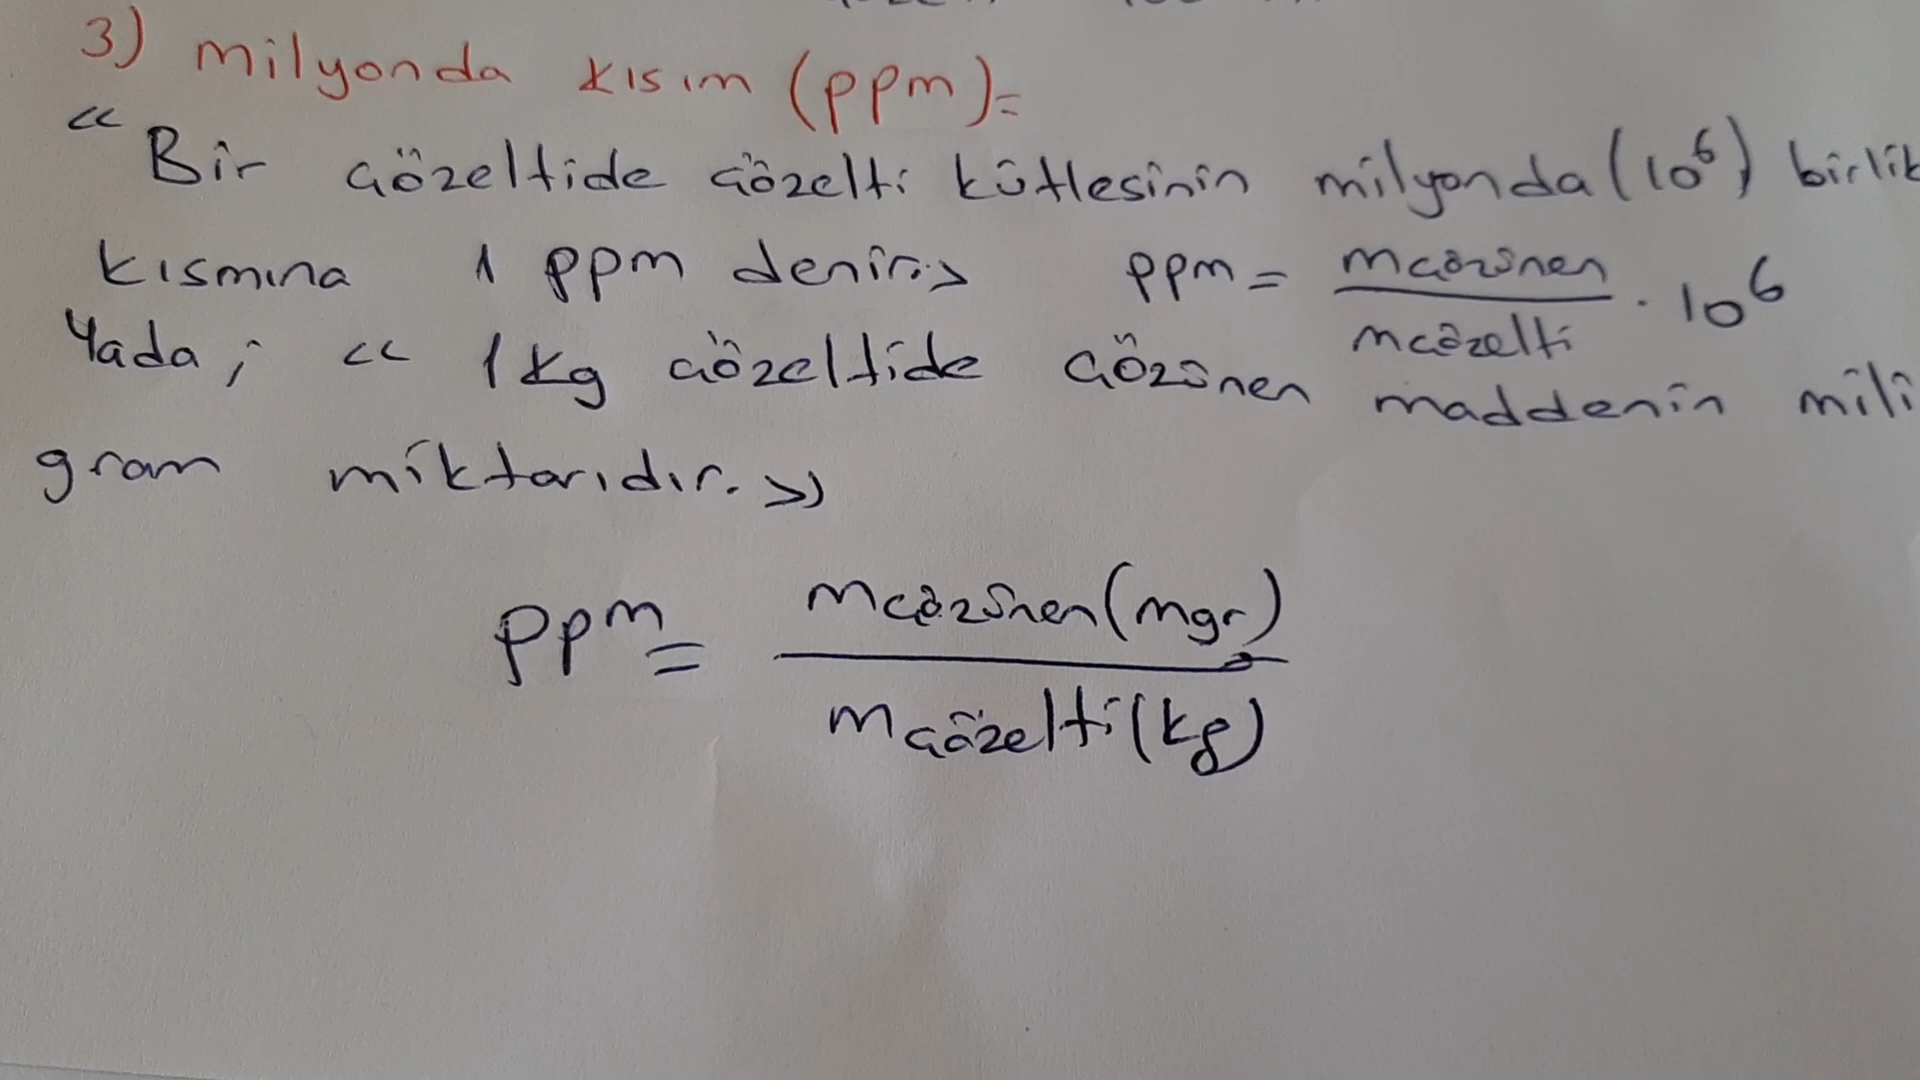 3) milyonda kısım (ppm)=
« Bir çözeltide çözelti kütlesinin milyonda (10⁶) birlik
kısmına 1 ppm denir.» ppm = mçözünen / mçözelti · 10⁶
Yada; « 1 kg çözeltide çözünen maddenin mili
gram miktarıdır. »
ppm = mçözünen (mgr) / mçözelti (kg)